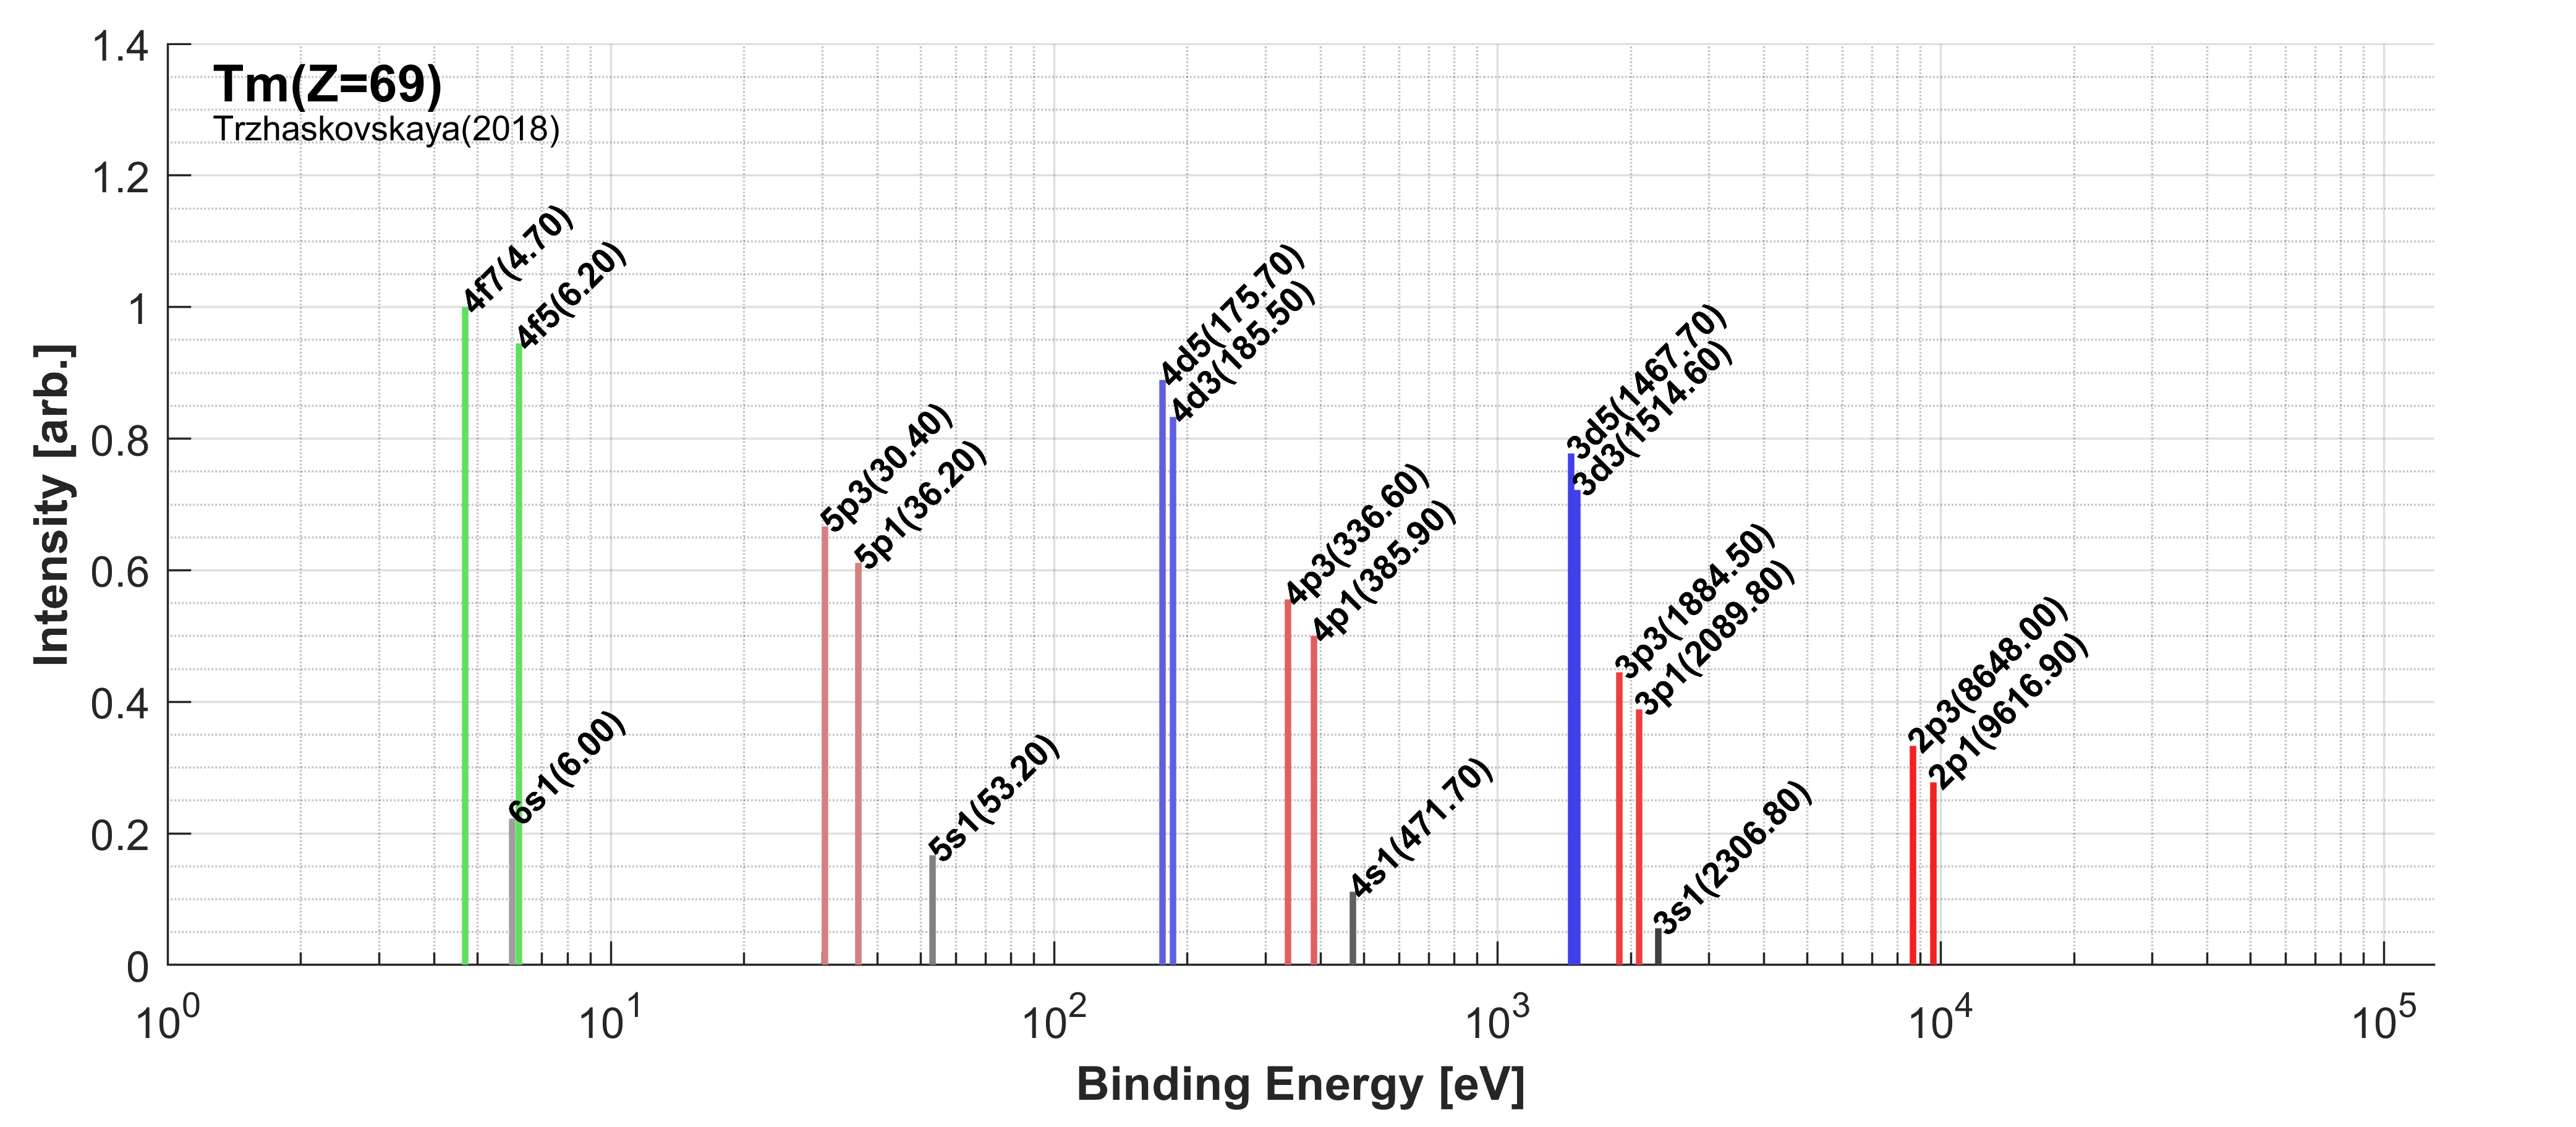 Tm(Z=69)
Trzhaskovskaya(2018)
Intensity [arb.]
1.4
1.2
1
0.8
0.6
0.4
0.2
0
4f7(4.70)
4f5(6.20)
6s1(6.00)
5p3(30.40)
5p1(36.20)
5s1(53.20)
4d5(175.70)
4d3(185.50)
4p3(336.60)
4p1(385.90)
4s1(471.70)
3d5(1467.70)
3d3(1514.60)
3p3(1884.50)
3p1(2089.80)
3s1(2306.80)
2p3(8648.00)
2p1(9616.90)
10^0 10^1 10^2 10^3 10^4 10^5
Binding Energy [eV]